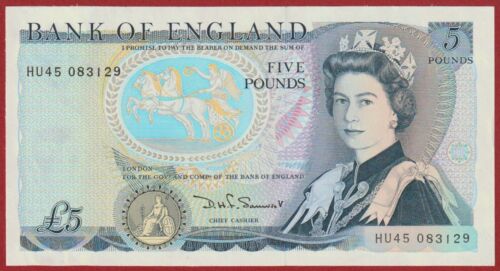 BANK OF ENGLAND
I PROMISE TO PAY THE BEARER ON DEMAND THE SUM OF
5
POUNDS
HU45 083129
FIVE
POUNDS
LONDON
FOR THE GOVR AND COMPA OF THE BANK OF ENGLAND
CHIEF CASHIER
£5
HU45 083129